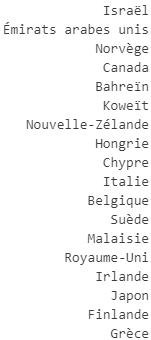 Israël
Émirats arabes unis
Norvège
Canada
Bahreïn
Koweït
Nouvelle-Zélande
Hongrie
Chypre
Italie
Belgique
Suède
Malaisie
Royaume-Uni
Irlande
Japon
Finlande
Grèce